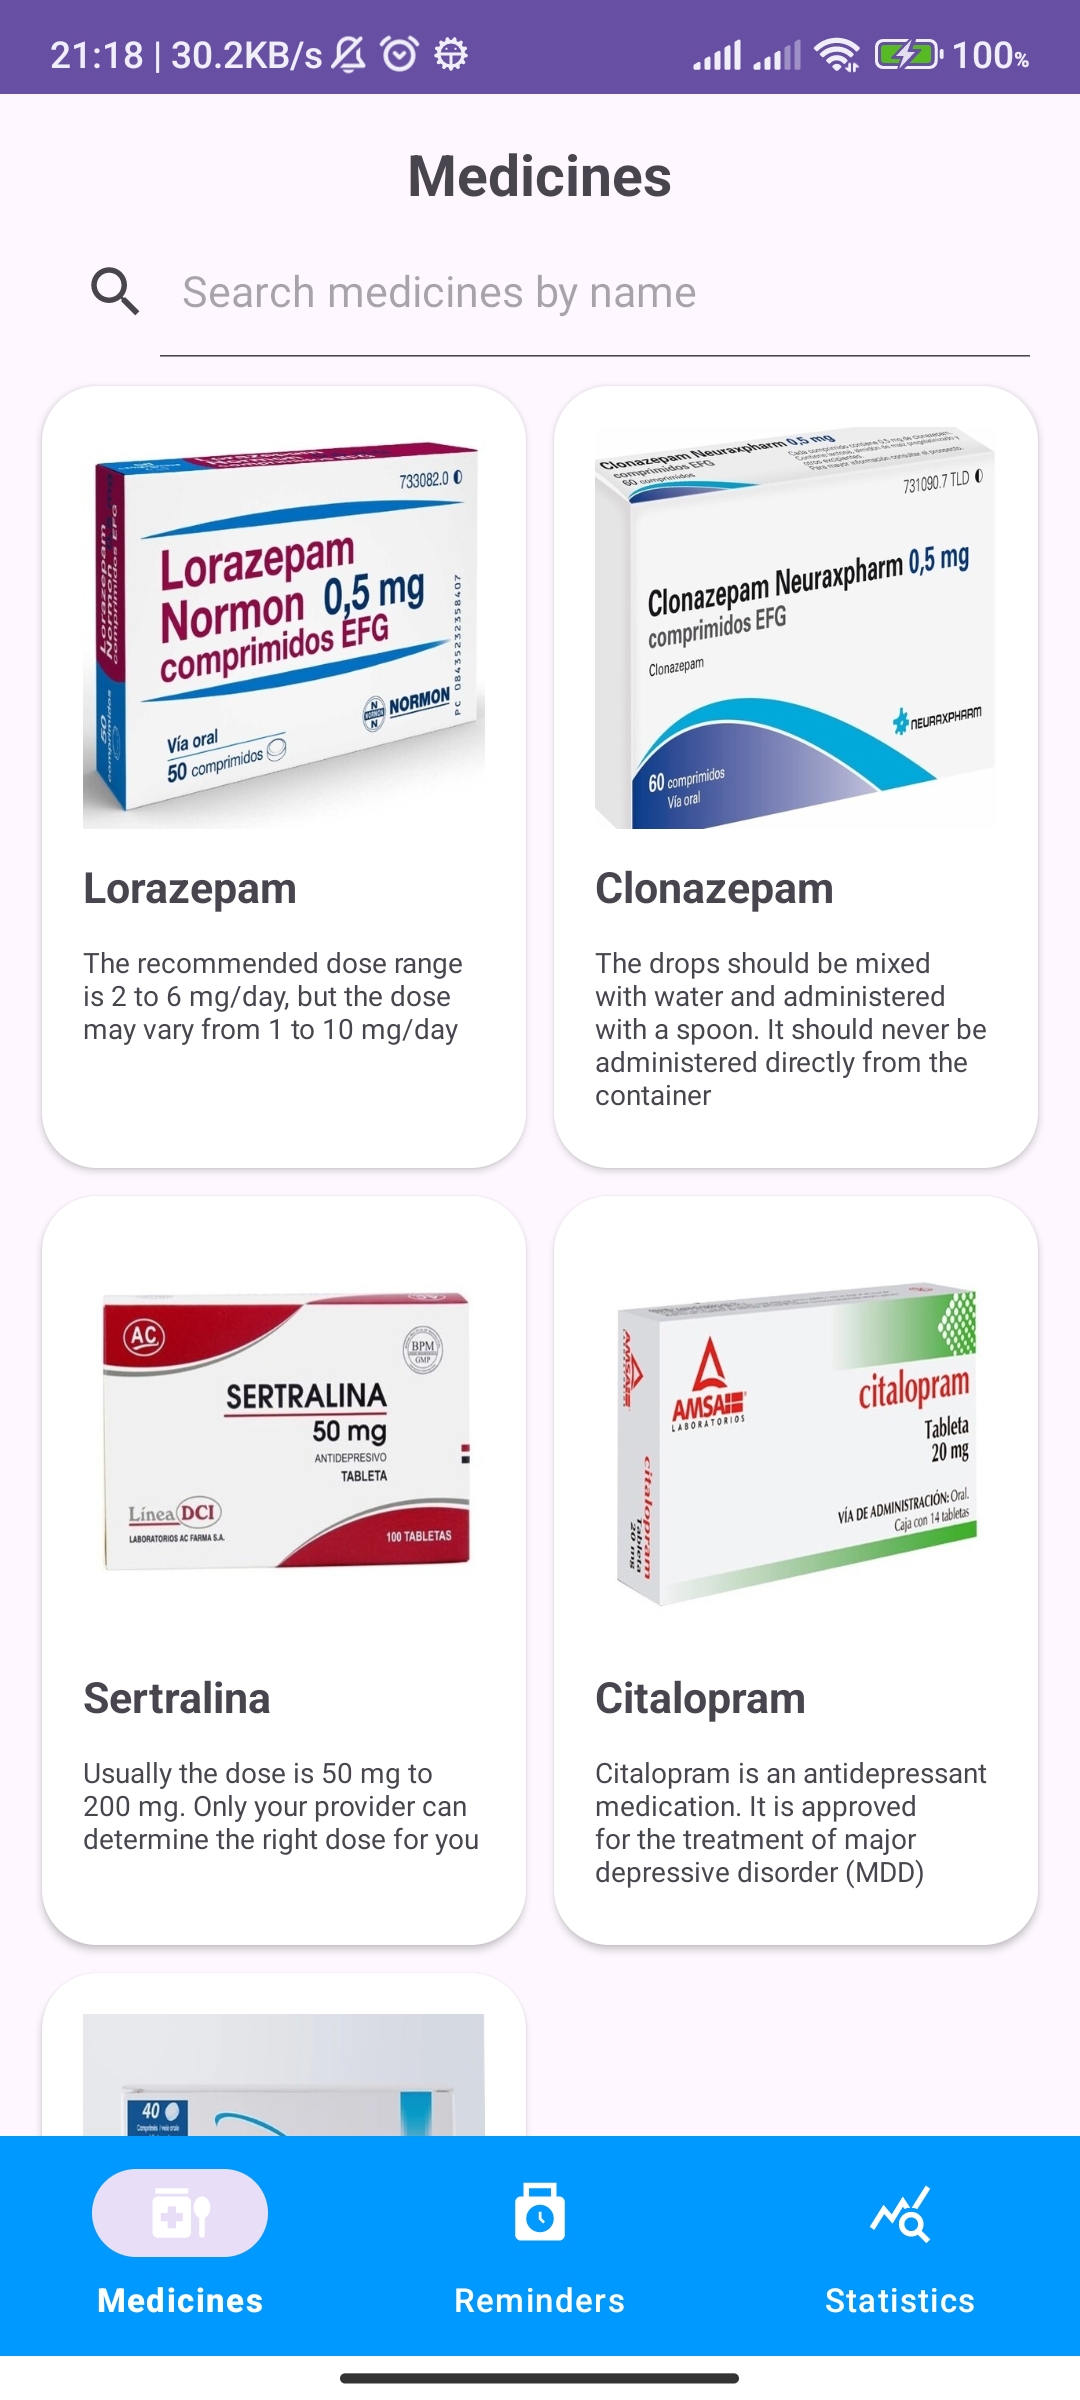 21:18 | 30.2KB/s
100%
Medicines
Search medicines by name
733082.0
Lorazepam
Normon 0,5 mg
comprimidos EFG
NORMON
Vía oral
50 comprimidos
Lorazepam
The recommended dose range
is 2 to 6 mg/day, but the dose
may vary from 1 to 10 mg/day
Clonazepam Neuraxpharm 0,5 mg
comprimidos EFG
60 comprimidos
731090.7 TLD
Clonazepam Neuraxpharm 0,5 mg
comprimidos EFG
Clonazepam
NEURAXPHARM
60 comprimidos
Vía oral
Clonazepam
The drops should be mixed
with water and administered
with a spoon. It should never be
administered directly from the
container
AC
BPM
GMP
SERTRALINA
50 mg
ANTIDEPRESIVO
TABLETA
Línea DCI
LABORATORIOS AC FARMA S.A.
100 TABLETAS
Sertralina
Usually the dose is 50 mg to
200 mg. Only your provider can
determine the right dose for you
AMSA
LABORATORIOS
citalopram
Tableta
20 mg
VÍA DE ADMINISTRACIÓN: Oral.
Caja con 14 tabletas
citalopram
Tableta
20 mg
Citalopram
Citalopram is an antidepressant
medication. It is approved
for the treatment of major
depressive disorder (MDD)
40
Medicines
Reminders
Statistics